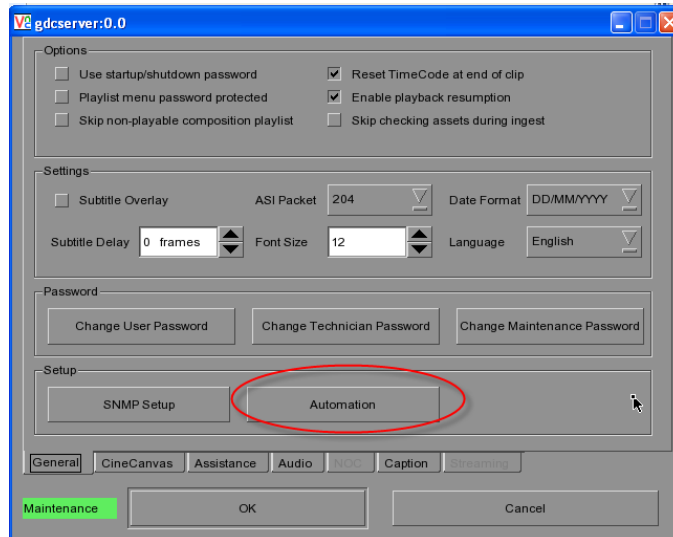 gdcserver:0.0
Options
Use startup/shutdown password
Reset TimeCode at end of clip
Playlist menu password protected
Enable playback resumption
Skip non-playable composition playlist
Skip checking assets during ingest
Settings
Subtitle Overlay
ASI Packet
204
Date Format
DD/MM/YYYY
Subtitle Delay
0 frames
Font Size
12
Language
English
Password
Change User Password
Change Technician Password
Change Maintenance Password
Setup
SNMP Setup
Automation
General
CineCanvas
Assistance
Audio
NOC
Caption
Streaming
Maintenance
OK
Cancel